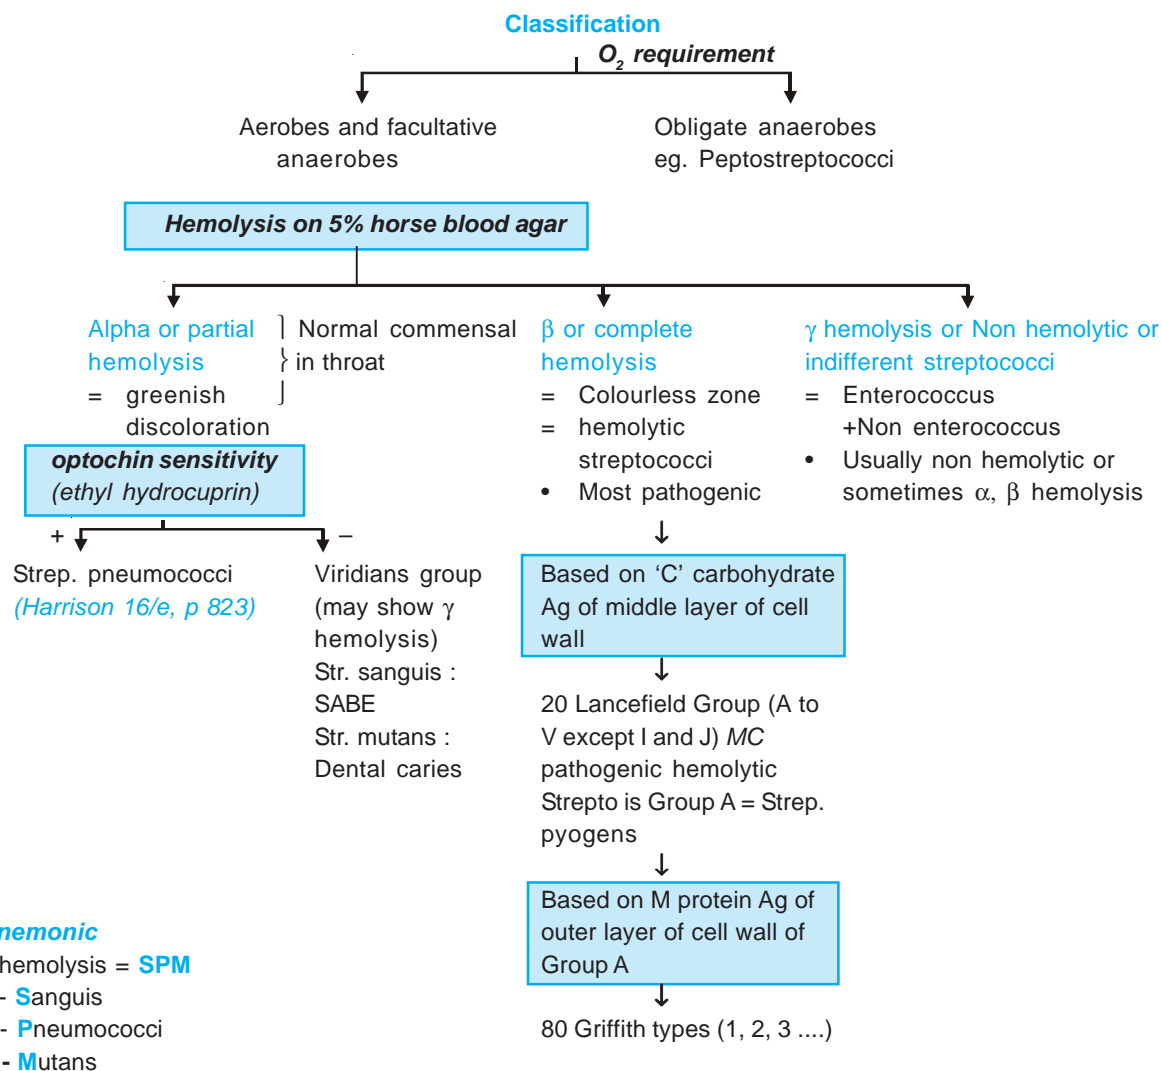 Classification
O₂ requirement
Aerobes and facultative
anaerobes
Obligate anaerobes
eg. Peptostreptococci
Hemolysis on 5% horse blood agar
Alpha or partial
hemolysis
= greenish
discoloration
Normal commensal
in throat
optochin sensitivity
(ethyl hydrocuprin)
+
–
Strep. pneumococci
(Harrison 16/e, p 823)
Viridians group
(may show γ
hemolysis)
Str. sanguis :
SABE
Str. mutans :
Dental caries
β or complete
hemolysis
= Colourless zone
= hemolytic
streptococci
• Most pathogenic
Based on ‘C’ carbohydrate
Ag of middle layer of cell
wall
20 Lancefield Group (A to
V except I and J) MC
pathogenic hemolytic
Strepto is Group A = Strep.
pyogens
Based on M protein Ag of
outer layer of cell wall of
Group A
80 Griffith types (1, 2, 3 ....)
γ hemolysis or Non hemolytic or
indifferent streptococci
= Enterococcus
+Non enterococcus
• Usually non hemolytic or
sometimes α, β hemolysis
nemonic
hemolysis = SPM
- Sanguis
- Pneumococci
- Mutans